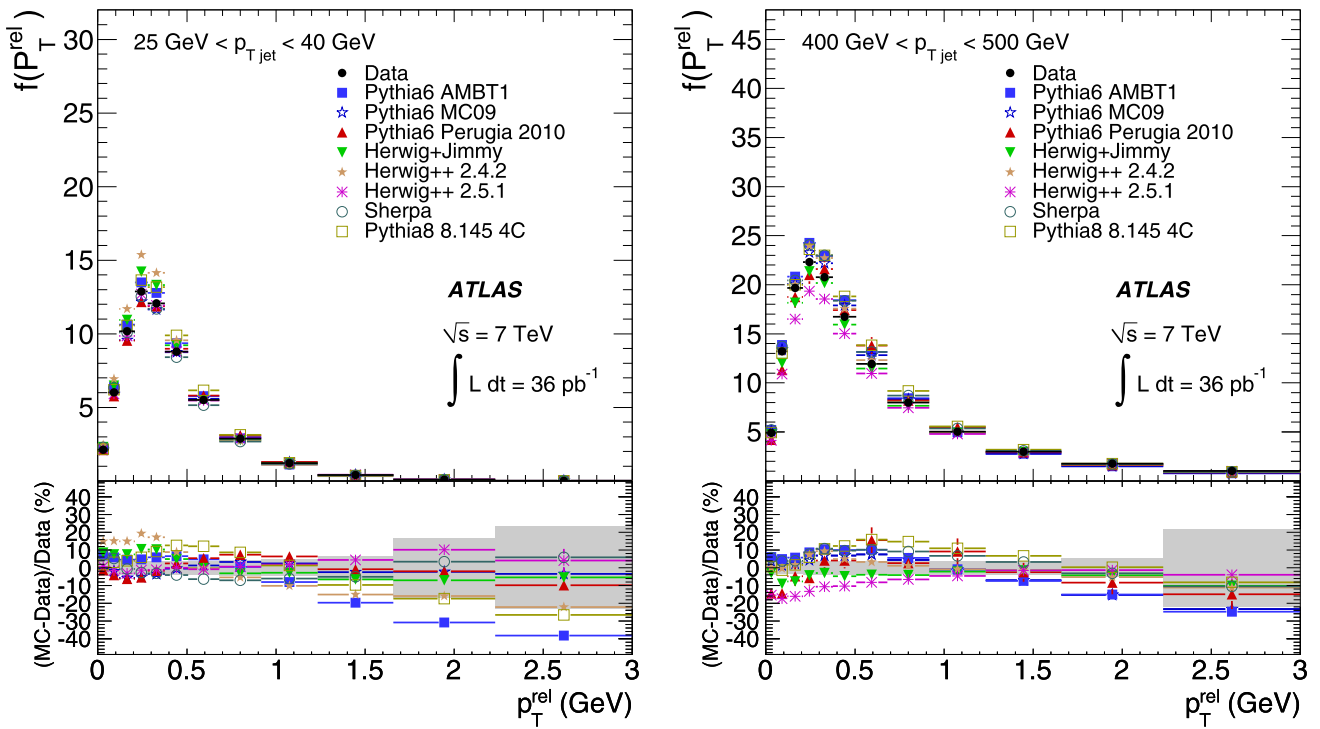 f(P_T^rel)
25 GeV < p_T jet < 40 GeV
Data
Pythia6 AMBT1
Pythia6 MC09
Pythia6 Perugia 2010
Herwig+Jimmy
Herwig++ 2.4.2
Herwig++ 2.5.1
Sherpa
Pythia8 8.145 4C
ATLAS
√s = 7 TeV
∫ L dt = 36 pb⁻¹
30
25
20
15
10
5
(MC-Data)/Data (%)
40
30
20
10
0
-10
-20
-30
-40
0 0.5 1 1.5 2 2.5 3
p_T^rel (GeV)
f(P_T^rel)
400 GeV < p_T jet < 500 GeV
Data
Pythia6 AMBT1
Pythia6 MC09
Pythia6 Perugia 2010
Herwig+Jimmy
Herwig++ 2.4.2
Herwig++ 2.5.1
Sherpa
Pythia8 8.145 4C
ATLAS
√s = 7 TeV
∫ L dt = 36 pb⁻¹
45
40
35
30
25
20
15
10
5
(MC-Data)/Data (%)
40
30
20
10
0
-10
-20
-30
-40
0 0.5 1 1.5 2 2.5 3
p_T^rel (GeV)